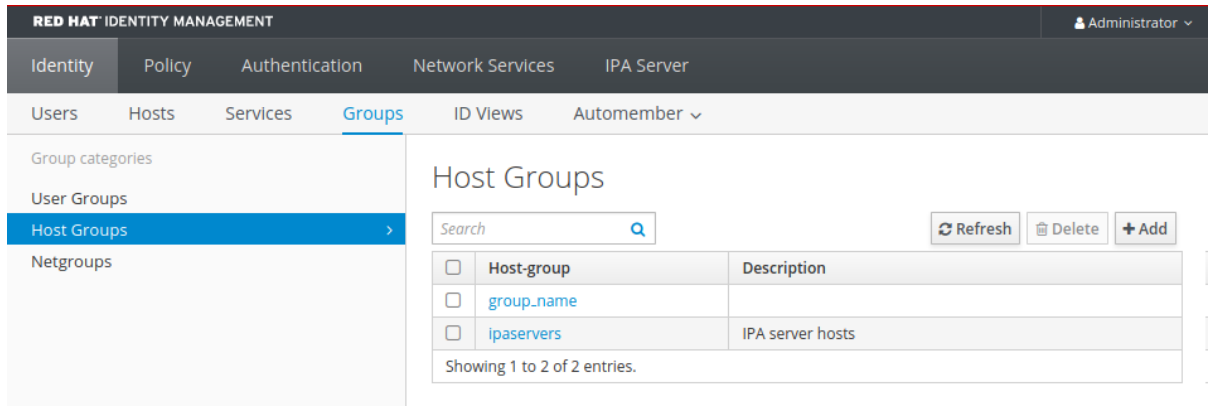 RED HAT IDENTITY MANAGEMENT Administrator
Identity Policy Authentication Network Services IPA Server
Users Hosts Services Groups ID Views Automember
Group categories
User Groups
Host Groups
Netgroups
Host Groups
Search Refresh Delete + Add
Host-group Description
group_name
ipaservers IPA server hosts
Showing 1 to 2 of 2 entries.